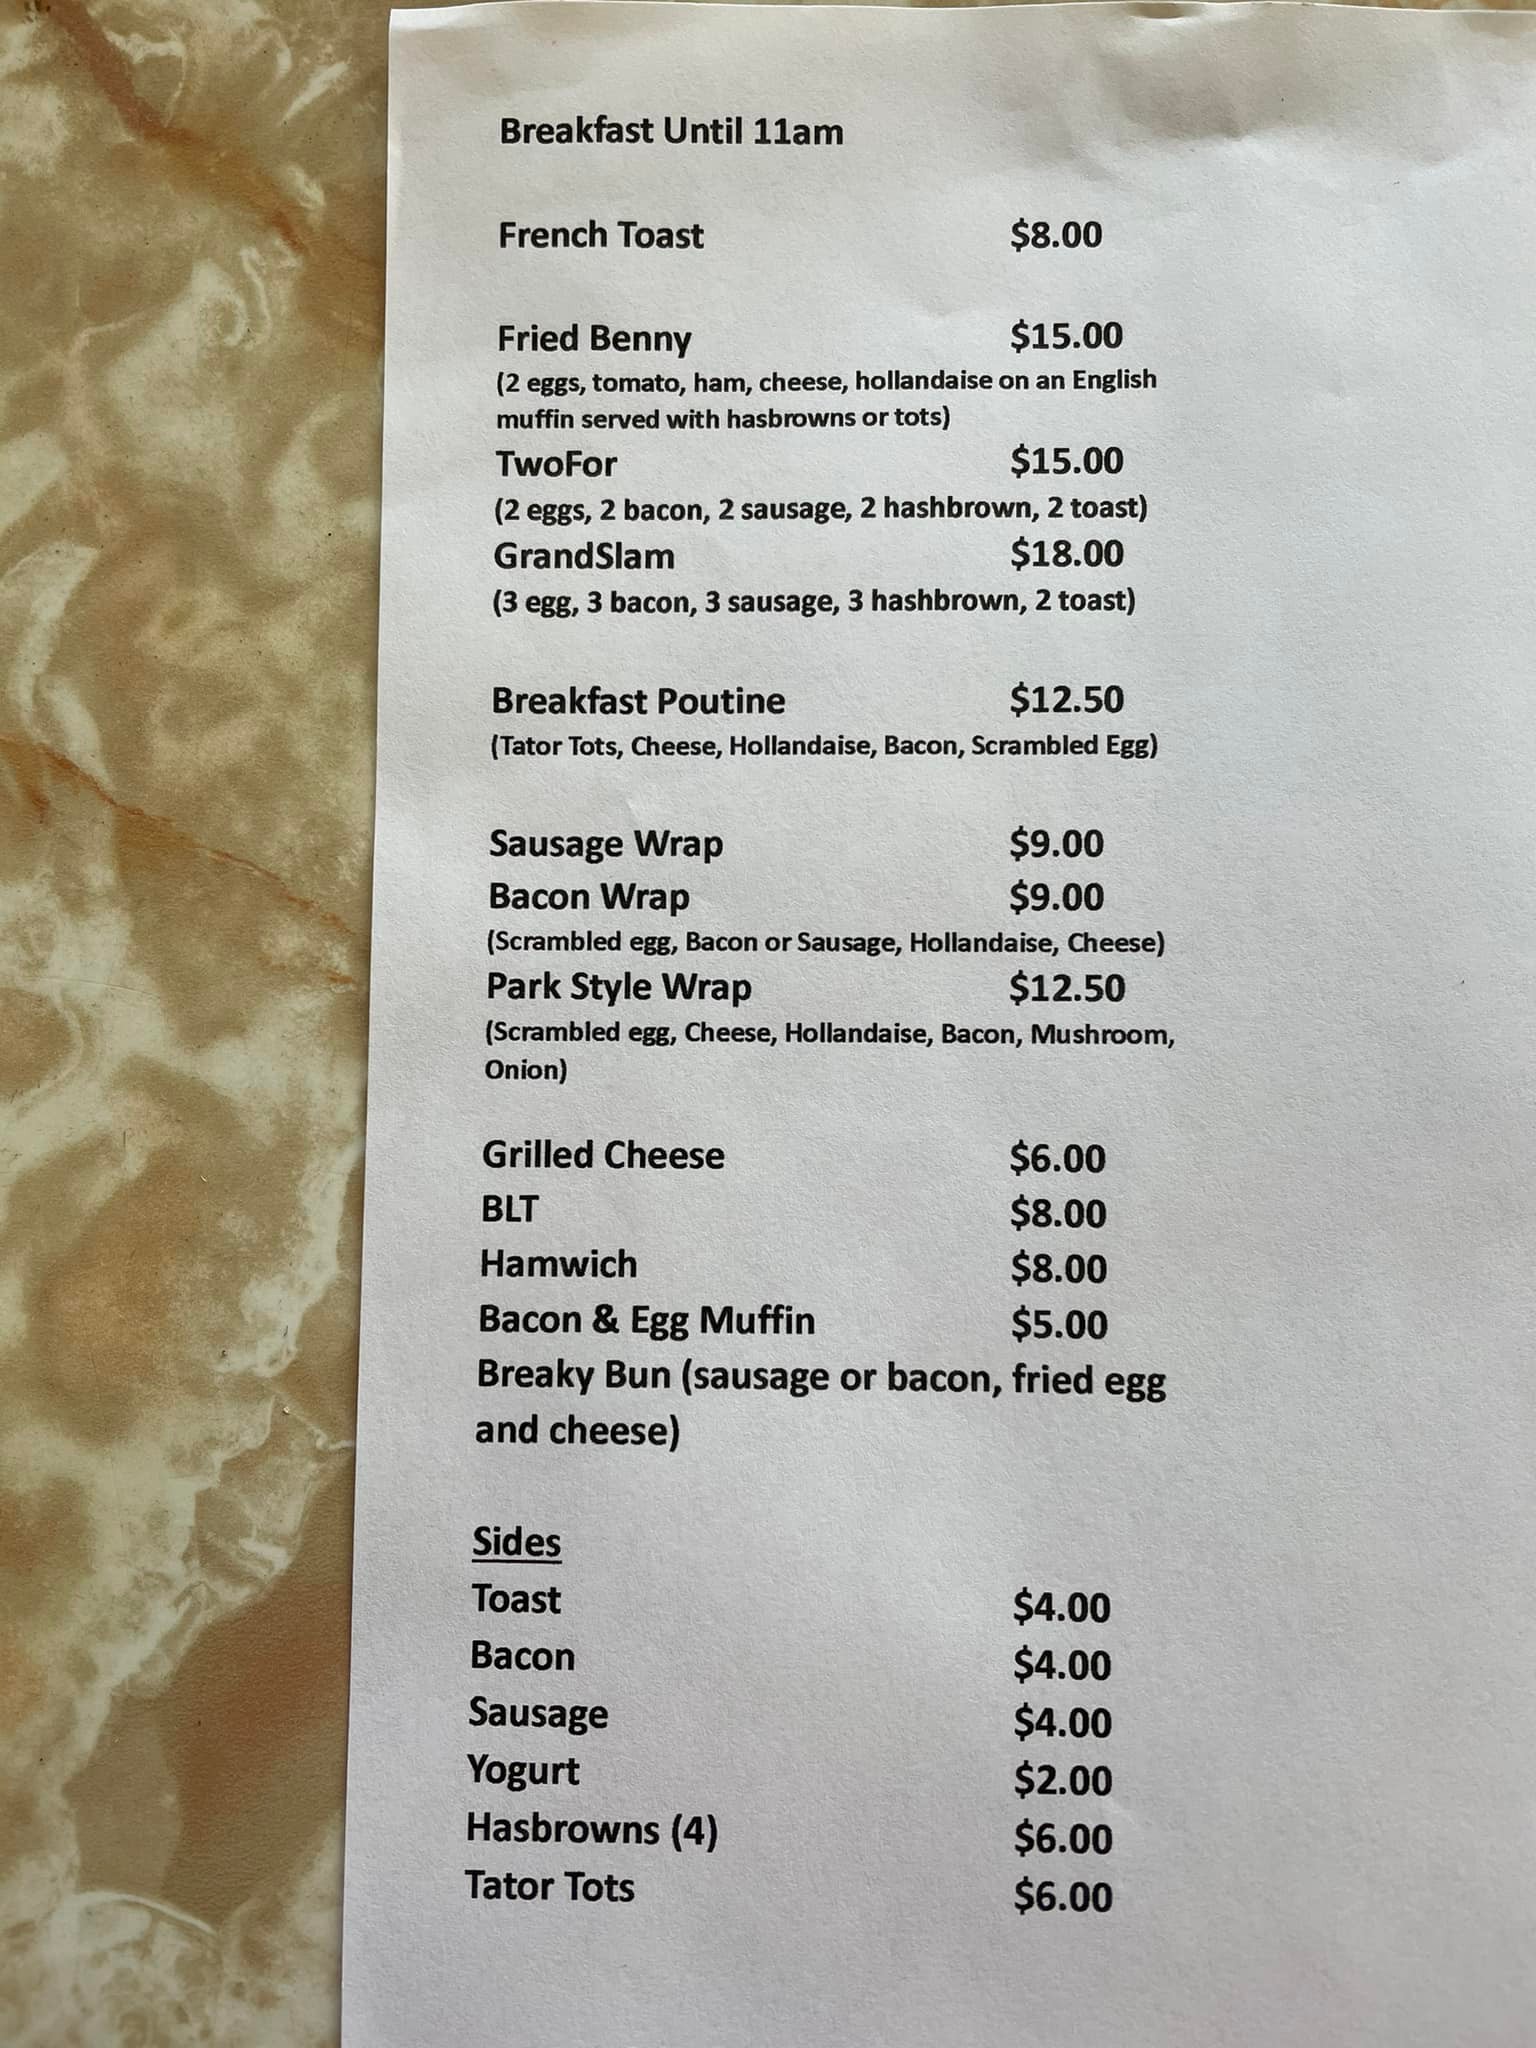 Breakfast Until 11am
French Toast $8.00
Fried Benny $15.00
(2 eggs, tomato, ham, cheese, hollandaise on an English
muffin served with hasbrowns or tots)
TwoFor $15.00
(2 eggs, 2 bacon, 2 sausage, 2 hashbrown, 2 toast)
GrandSlam $18.00
(3 egg, 3 bacon, 3 sausage, 3 hashbrown, 2 toast)
Breakfast Poutine $12.50
(Tator Tots, Cheese, Hollandaise, Bacon, Scrambled Egg)
Sausage Wrap $9.00
Bacon Wrap $9.00
(Scrambled egg, Bacon or Sausage, Hollandaise, Cheese)
Park Style Wrap $12.50
(Scrambled egg, Cheese, Hollandaise, Bacon, Mushroom,
Onion)
Grilled Cheese $6.00
BLT $8.00
Hamwich $8.00
Bacon & Egg Muffin $5.00
Breaky Bun (sausage or bacon, fried egg
and cheese)
Sides
Toast $4.00
Bacon $4.00
Sausage $4.00
Yogurt $2.00
Hasbrowns (4) $6.00
Tator Tots $6.00